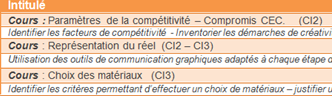 Intitulé
Cours : Paramètres de la compétitivité – Compromis CEC. (CI2)
Identifier les facteurs de compétitivité - Inventorier les démarches de créativi
Cours : Représentation du réel (CI2 – CI3)
Utilisation des outils de communication graphiques adaptés à chaque étape d
Cours : Choix des matériaux (CI3)
Identifier les critères permettant d'effectuer un choix de matériaux – justifier u